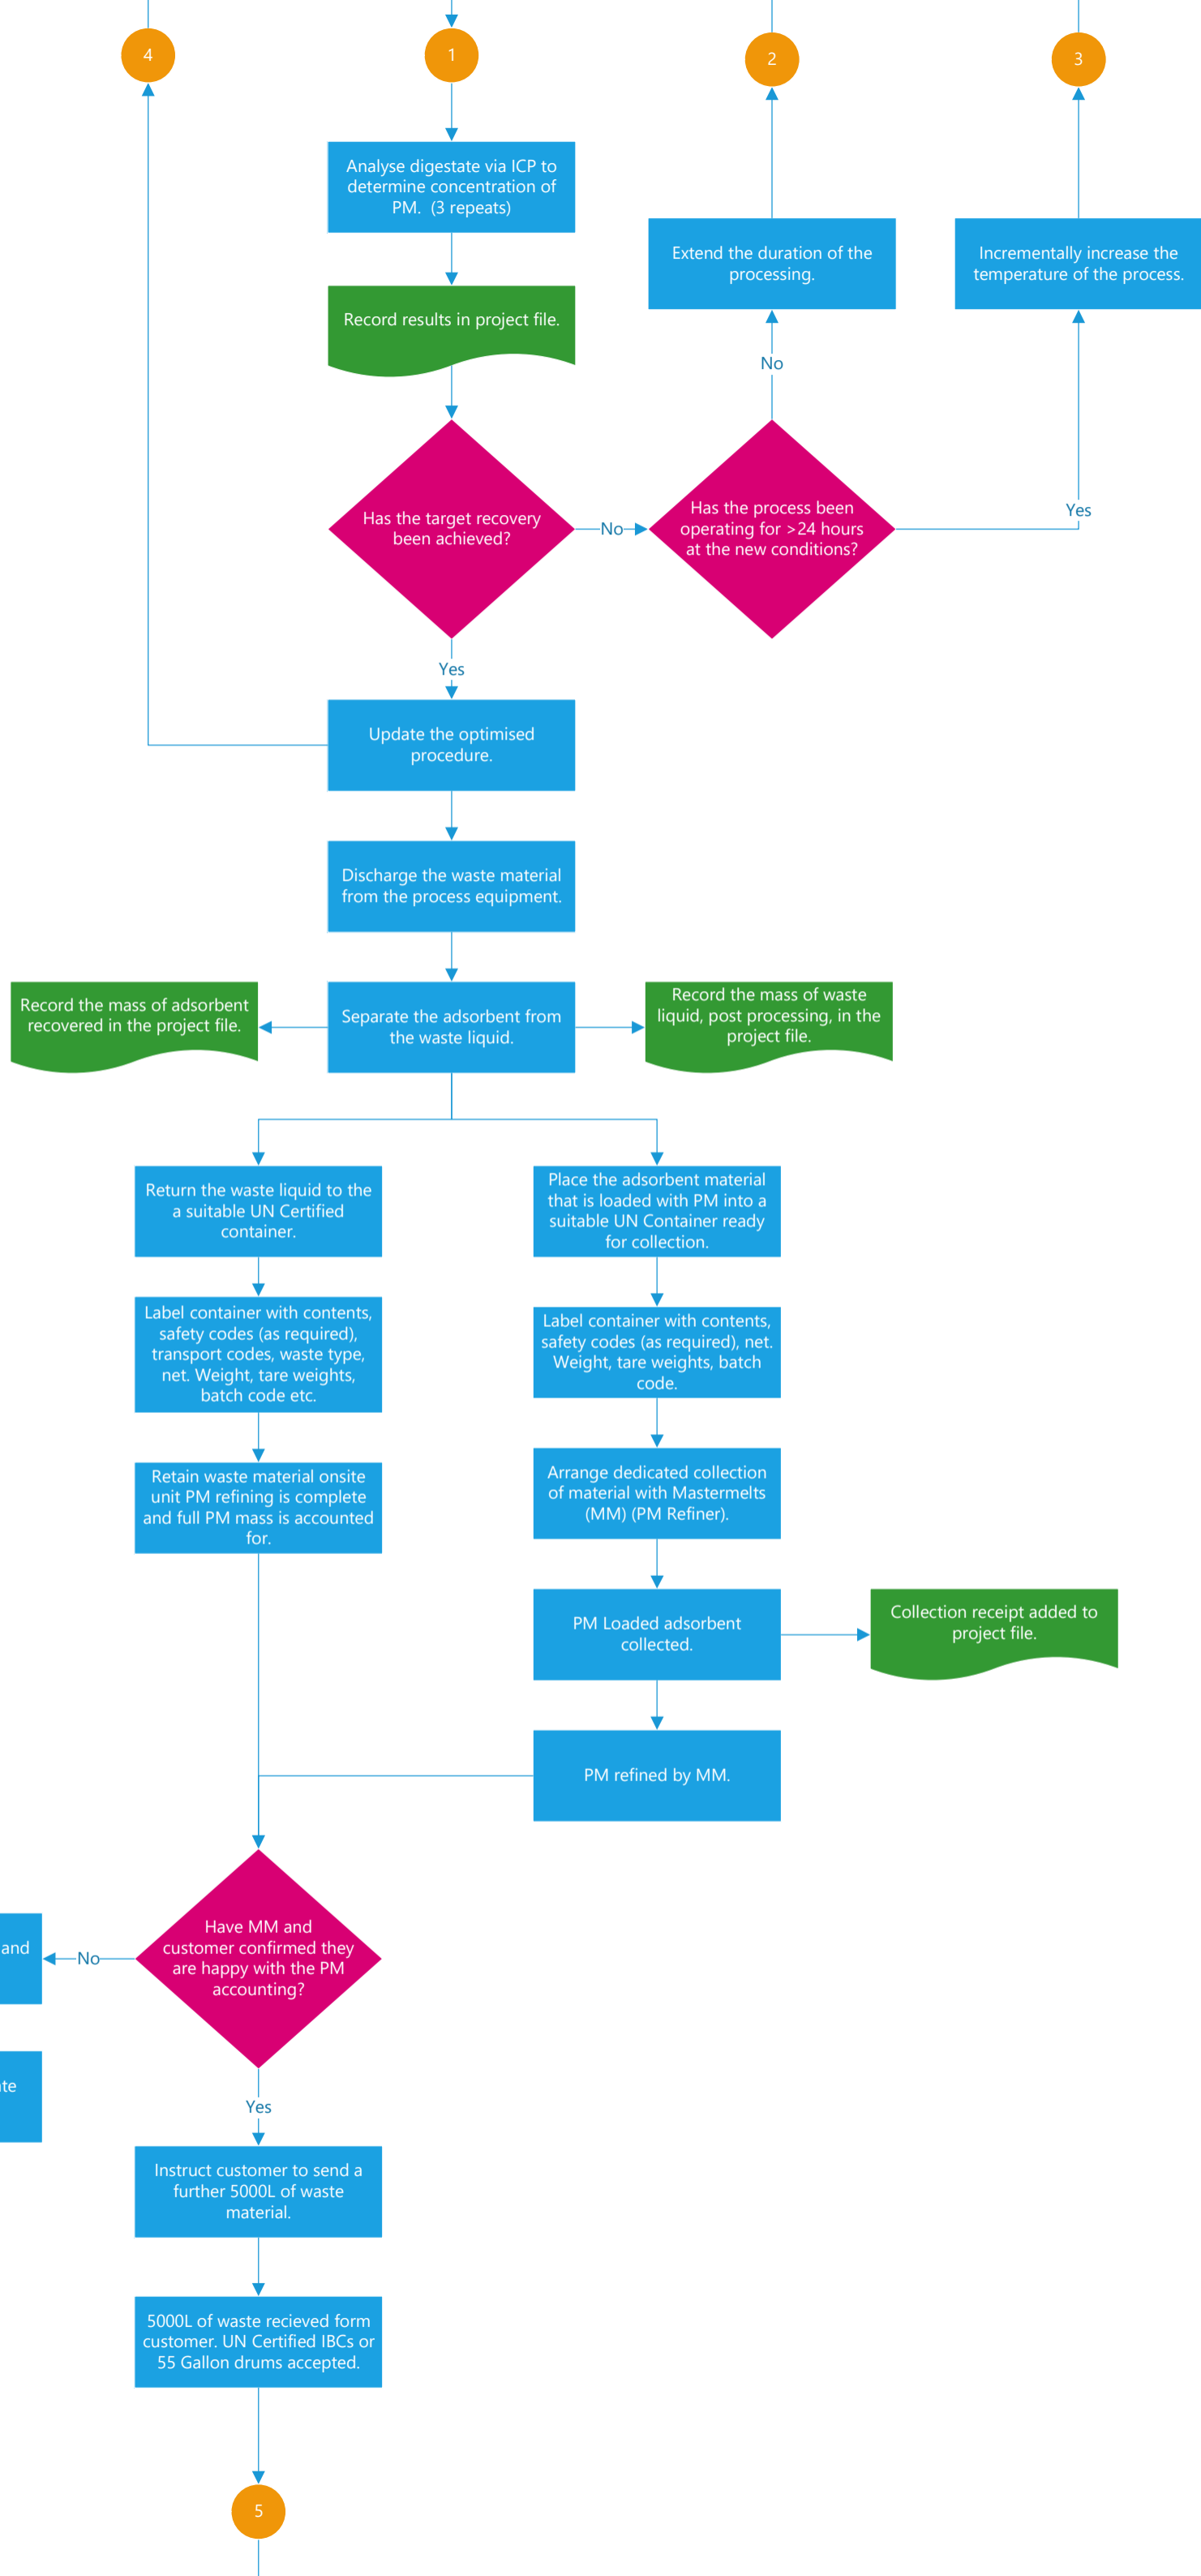 4
1
2
3
Analyse digestate via ICP to
determine concentration of
PM. (3 repeats)
Extend the duration of the
processing.
Incrementally increase the
temperature of the process.
Record results in project file.
No
Has the target recovery
been achieved?
No
Has the process been
operating for >24 hours
at the new conditions?
Yes
Yes
Update the optimised
procedure.
Discharge the waste material
from the process equipment.
Record the mass of adsorbent
recovered in the project file.
Separate the adsorbent from
the waste liquid.
Record the mass of waste
liquid, post processing, in the
project file.
Return the waste liquid to the
a suitable UN Certified
container.
Place the adsorbent material
that is loaded with PM into a
suitable UN Container ready
for collection.
Label container with contents,
safety codes (as required),
transport codes, waste type,
net. Weight, tare weights,
batch code etc.
Label container with contents,
safety codes (as required), net.
Weight, tare weights, batch
code.
Retain waste material onsite
unit PM refining is complete
and full PM mass is accounted
for.
Arrange dedicated collection
of material with Mastermelts
(MM) (PM Refiner).
PM Loaded adsorbent
collected.
Collection receipt added to
project file.
PM refined by MM.
Have MM and
customer confirmed they
are happy with the PM
accounting?
and
No
te
Yes
Instruct customer to send a
further 5000L of waste
material.
5000L of waste recieved form
customer. UN Certified IBCs or
55 Gallon drums accepted.
5